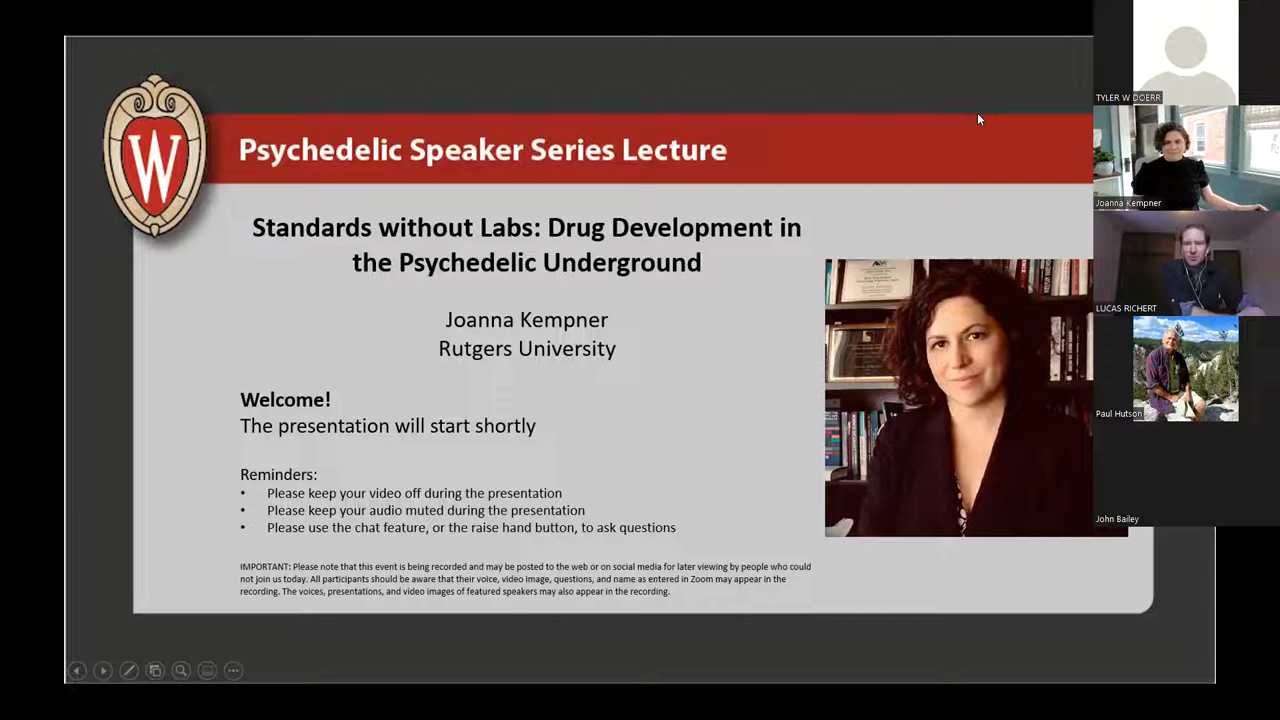 W
Psychedelic Speaker Series Lecture
Standards without Labs: Drug Development in
the Psychedelic Underground
Joanna Kempner
Rutgers University
Welcome!
The presentation will start shortly
Reminders:
• Please keep your video off during the presentation
• Please keep your audio muted during the presentation
• Please use the chat feature, or the raise hand button, to ask questions
IMPORTANT: Please note that this event is being recorded and may be posted to the web or on social media for later viewing by people who could
not join us today. All participants should be aware that their voice, video image, questions, and name as entered in Zoom may appear in the
recording. The voices, presentations, and video images of featured speakers may also appear in the recording.
TYLER W DOERR
Joanna Kempner
LUCAS RICHERT
Paul Hutson
John Bailey